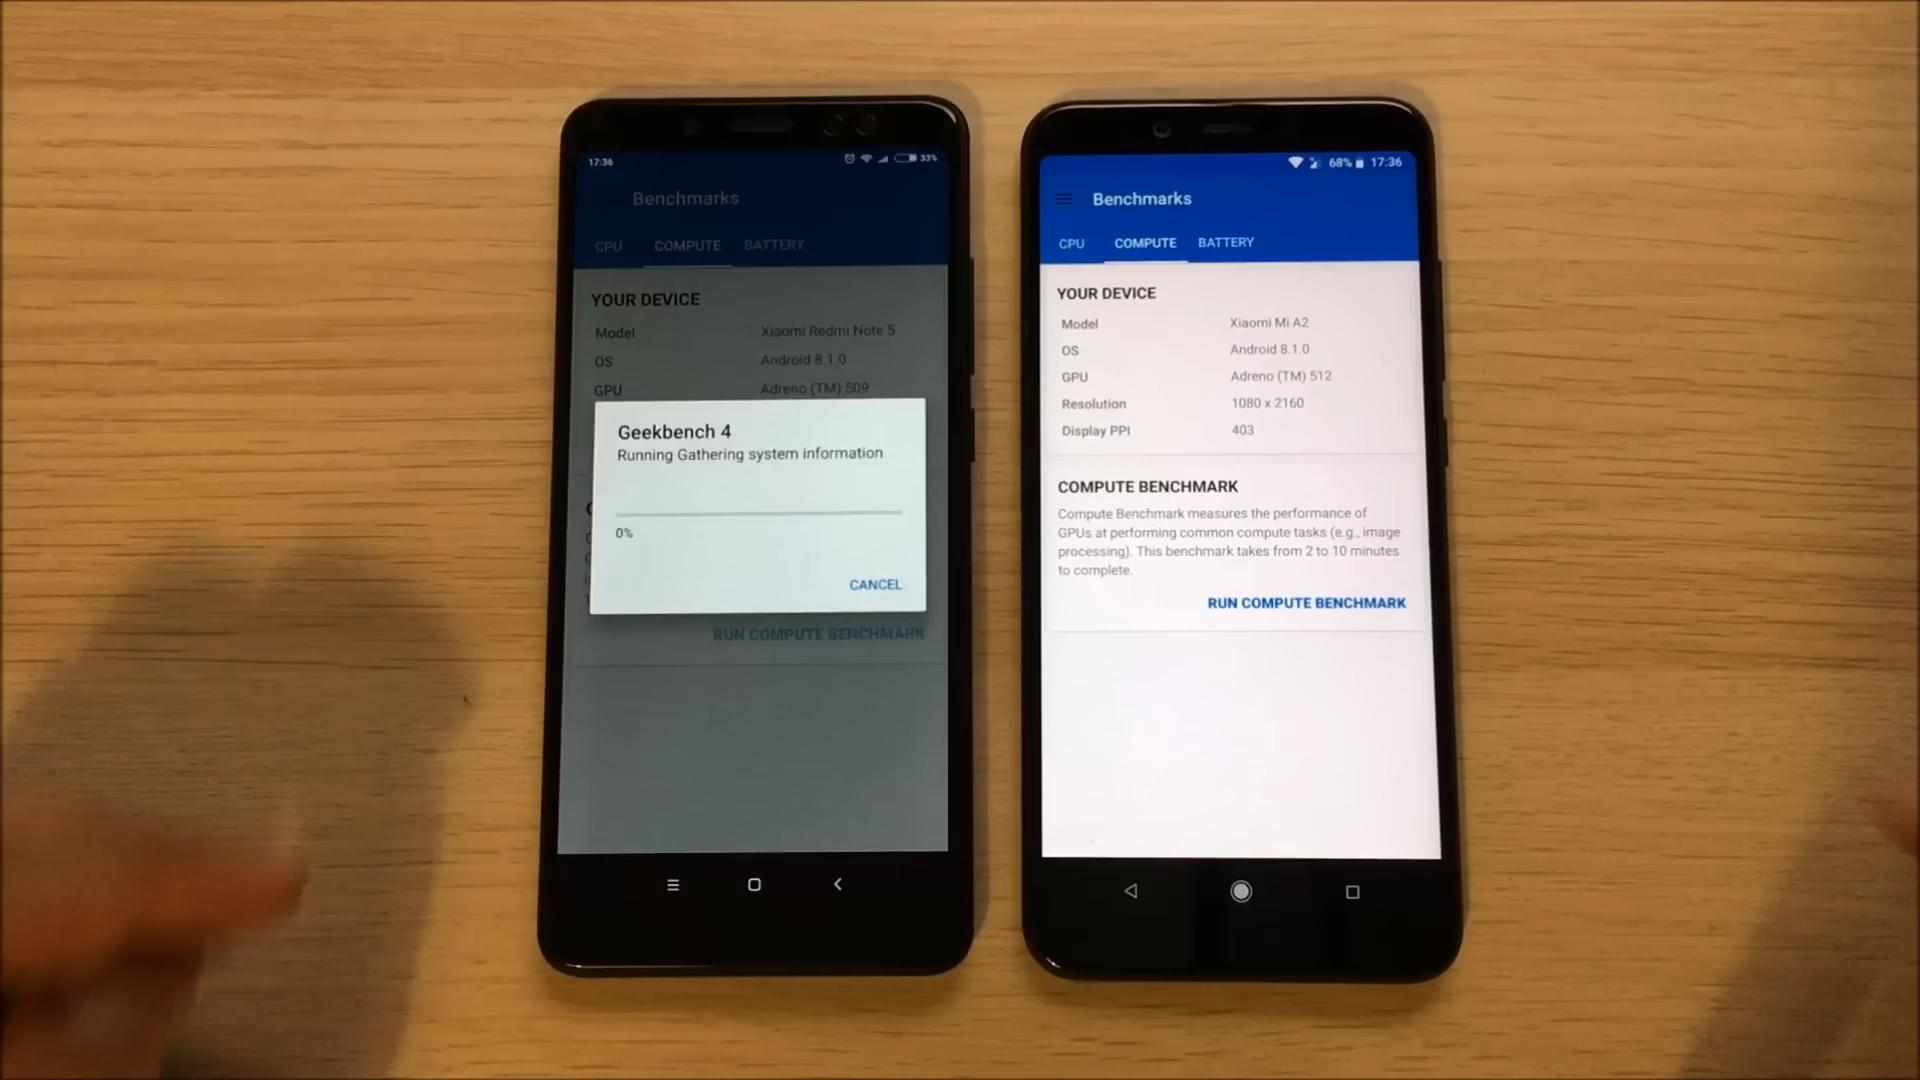 17:36
33%
Benchmarks
CPU COMPUTE BATTERY
YOUR DEVICE
Model Xiaomi Redmi Note 5
OS Android 8.1.0
GPU Adreno (TM) 509
Geekbench 4
Running Gathering system information
0%
CANCEL
RUN COMPUTE BENCHMARK
68% 17:36
Benchmarks
CPU COMPUTE BATTERY
YOUR DEVICE
Model Xiaomi Mi A2
OS Android 8.1.0
GPU Adreno (TM) 512
Resolution 1080 x 2160
Display PPI 403
COMPUTE BENCHMARK
Compute Benchmark measures the performance of
GPUs at performing common compute tasks (e.g., image
processing). This benchmark takes from 2 to 10 minutes
to complete.
RUN COMPUTE BENCHMARK